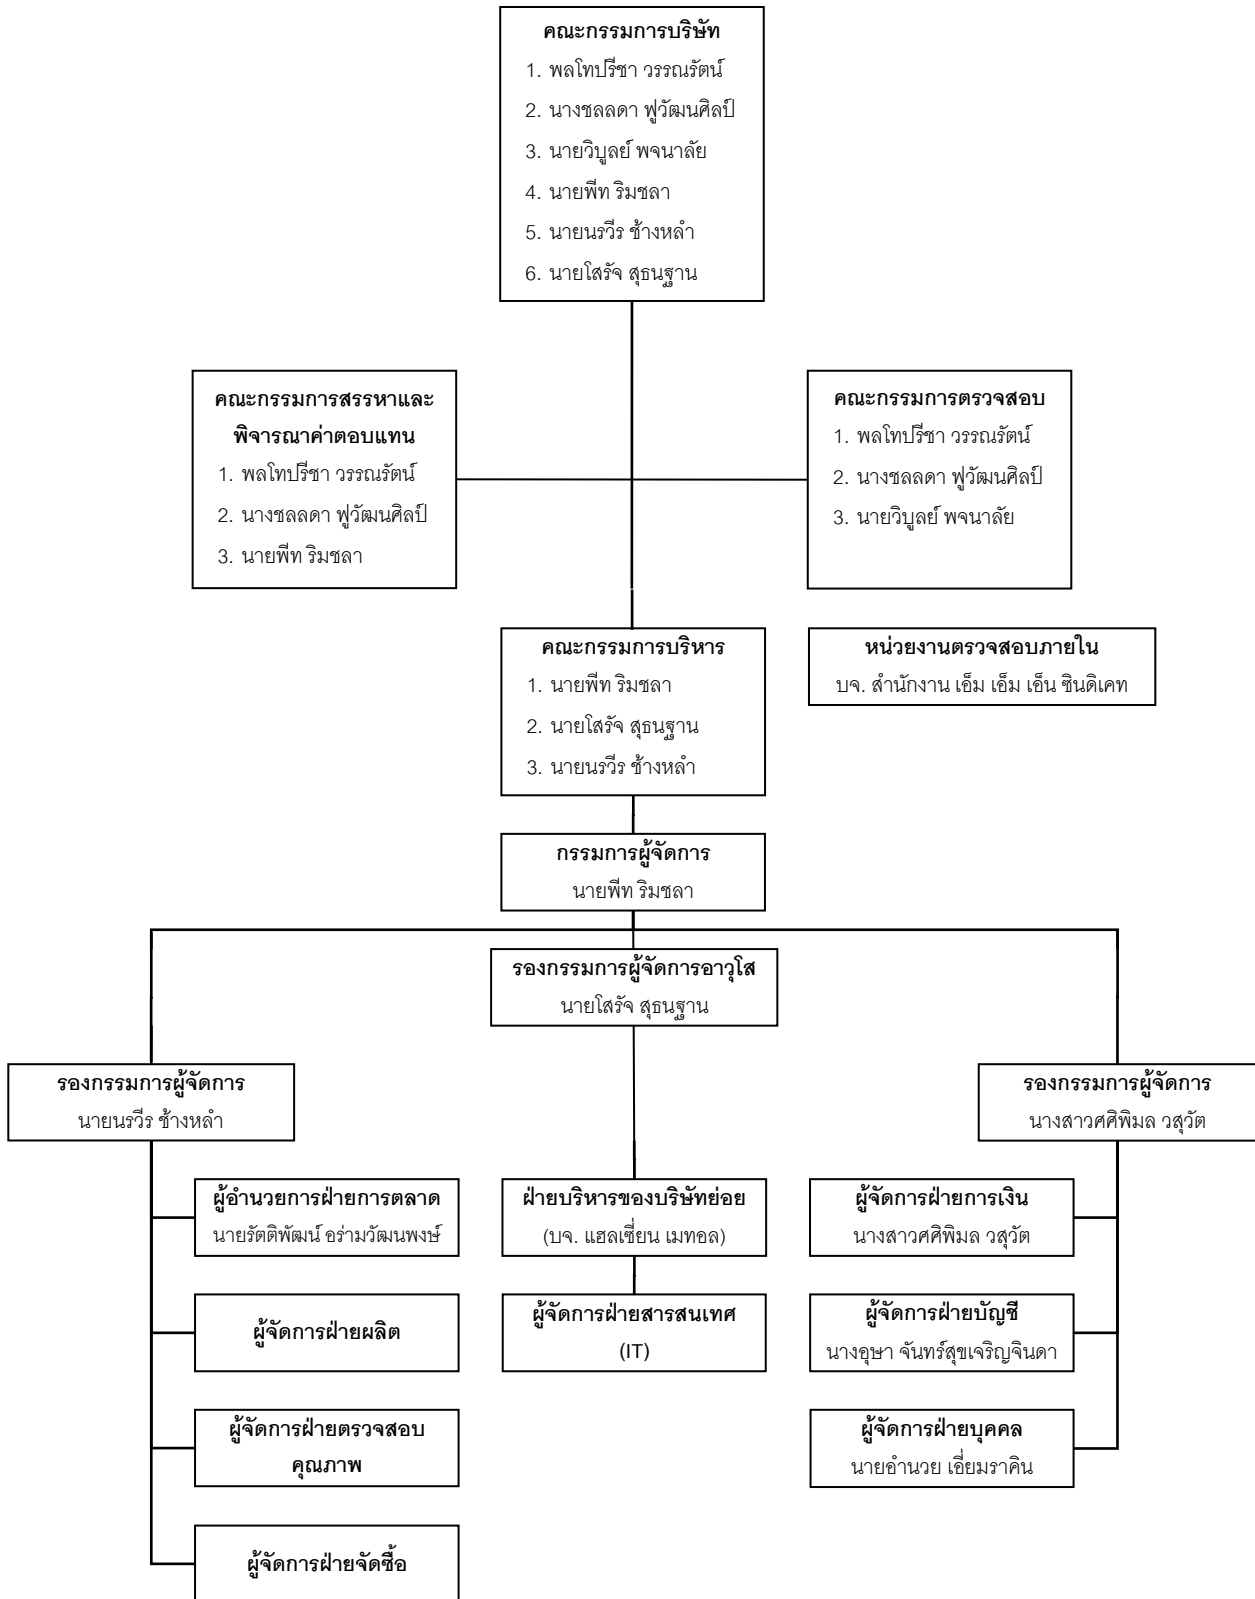 คณะกรรมการบริษัท
1. พลโทปรีชา วรรณรัตน์
2. นางชลลดา ฟูวัฒนศิลป์
3. นายวิบูลย์ พจนาลัย
4. นายพีท ริมชลา
5. นายนรวีร ช้างหลำ
6. นายโสรัจ สุธนฐาน
คณะกรรมการสรรหาและ
พิจารณาค่าตอบแทน
1. พลโทปรีชา วรรณรัตน์
2. นางชลลดา ฟูวัฒนศิลป์
3. นายพีท ริมชลา
คณะกรรมการตรวจสอบ
1. พลโทปรีชา วรรณรัตน์
2. นางชลลดา ฟูวัฒนศิลป์
3. นายวิบูลย์ พจนาลัย
คณะกรรมการบริหาร
1. นายพีท ริมชลา
2. นายโสรัจ สุธนฐาน
3. นายนรวีร ช้างหลำ
หน่วยงานตรวจสอบภายใน
บจ. สำนักงาน เอ็ม เอ็ม เอ็น ซินดิเคท
กรรมการผู้จัดการ
นายพีท ริมชลา
รองกรรมการผู้จัดการอาวุโส
นายโสรัจ สุธนฐาน
รองกรรมการผู้จัดการ
นายนรวีร ช้างหลำ
รองกรรมการผู้จัดการ
นางสาวศศิพิมล วสุวัต
ผู้อำนวยการฝ่ายการตลาด
นายรัตติพัฒน์ อร่ามวัฒนพงษ์
ฝ่ายบริหารของบริษัทย่อย
(บจ. แฮลเซี่ยน เมทอล)
ผู้จัดการฝ่ายการเงิน
นางสาวศศิพิมล วสุวัต
ผู้จัดการฝ่ายผลิต
ผู้จัดการฝ่ายสารสนเทศ
(IT)
ผู้จัดการฝ่ายบัญชี
นางอุษา จันทร์สุขเจริญจินดา
ผู้จัดการฝ่ายตรวจสอบ
คุณภาพ
ผู้จัดการฝ่ายบุคคล
นายอำนวย เอี่ยมราคิน
ผู้จัดการฝ่ายจัดซื้อ